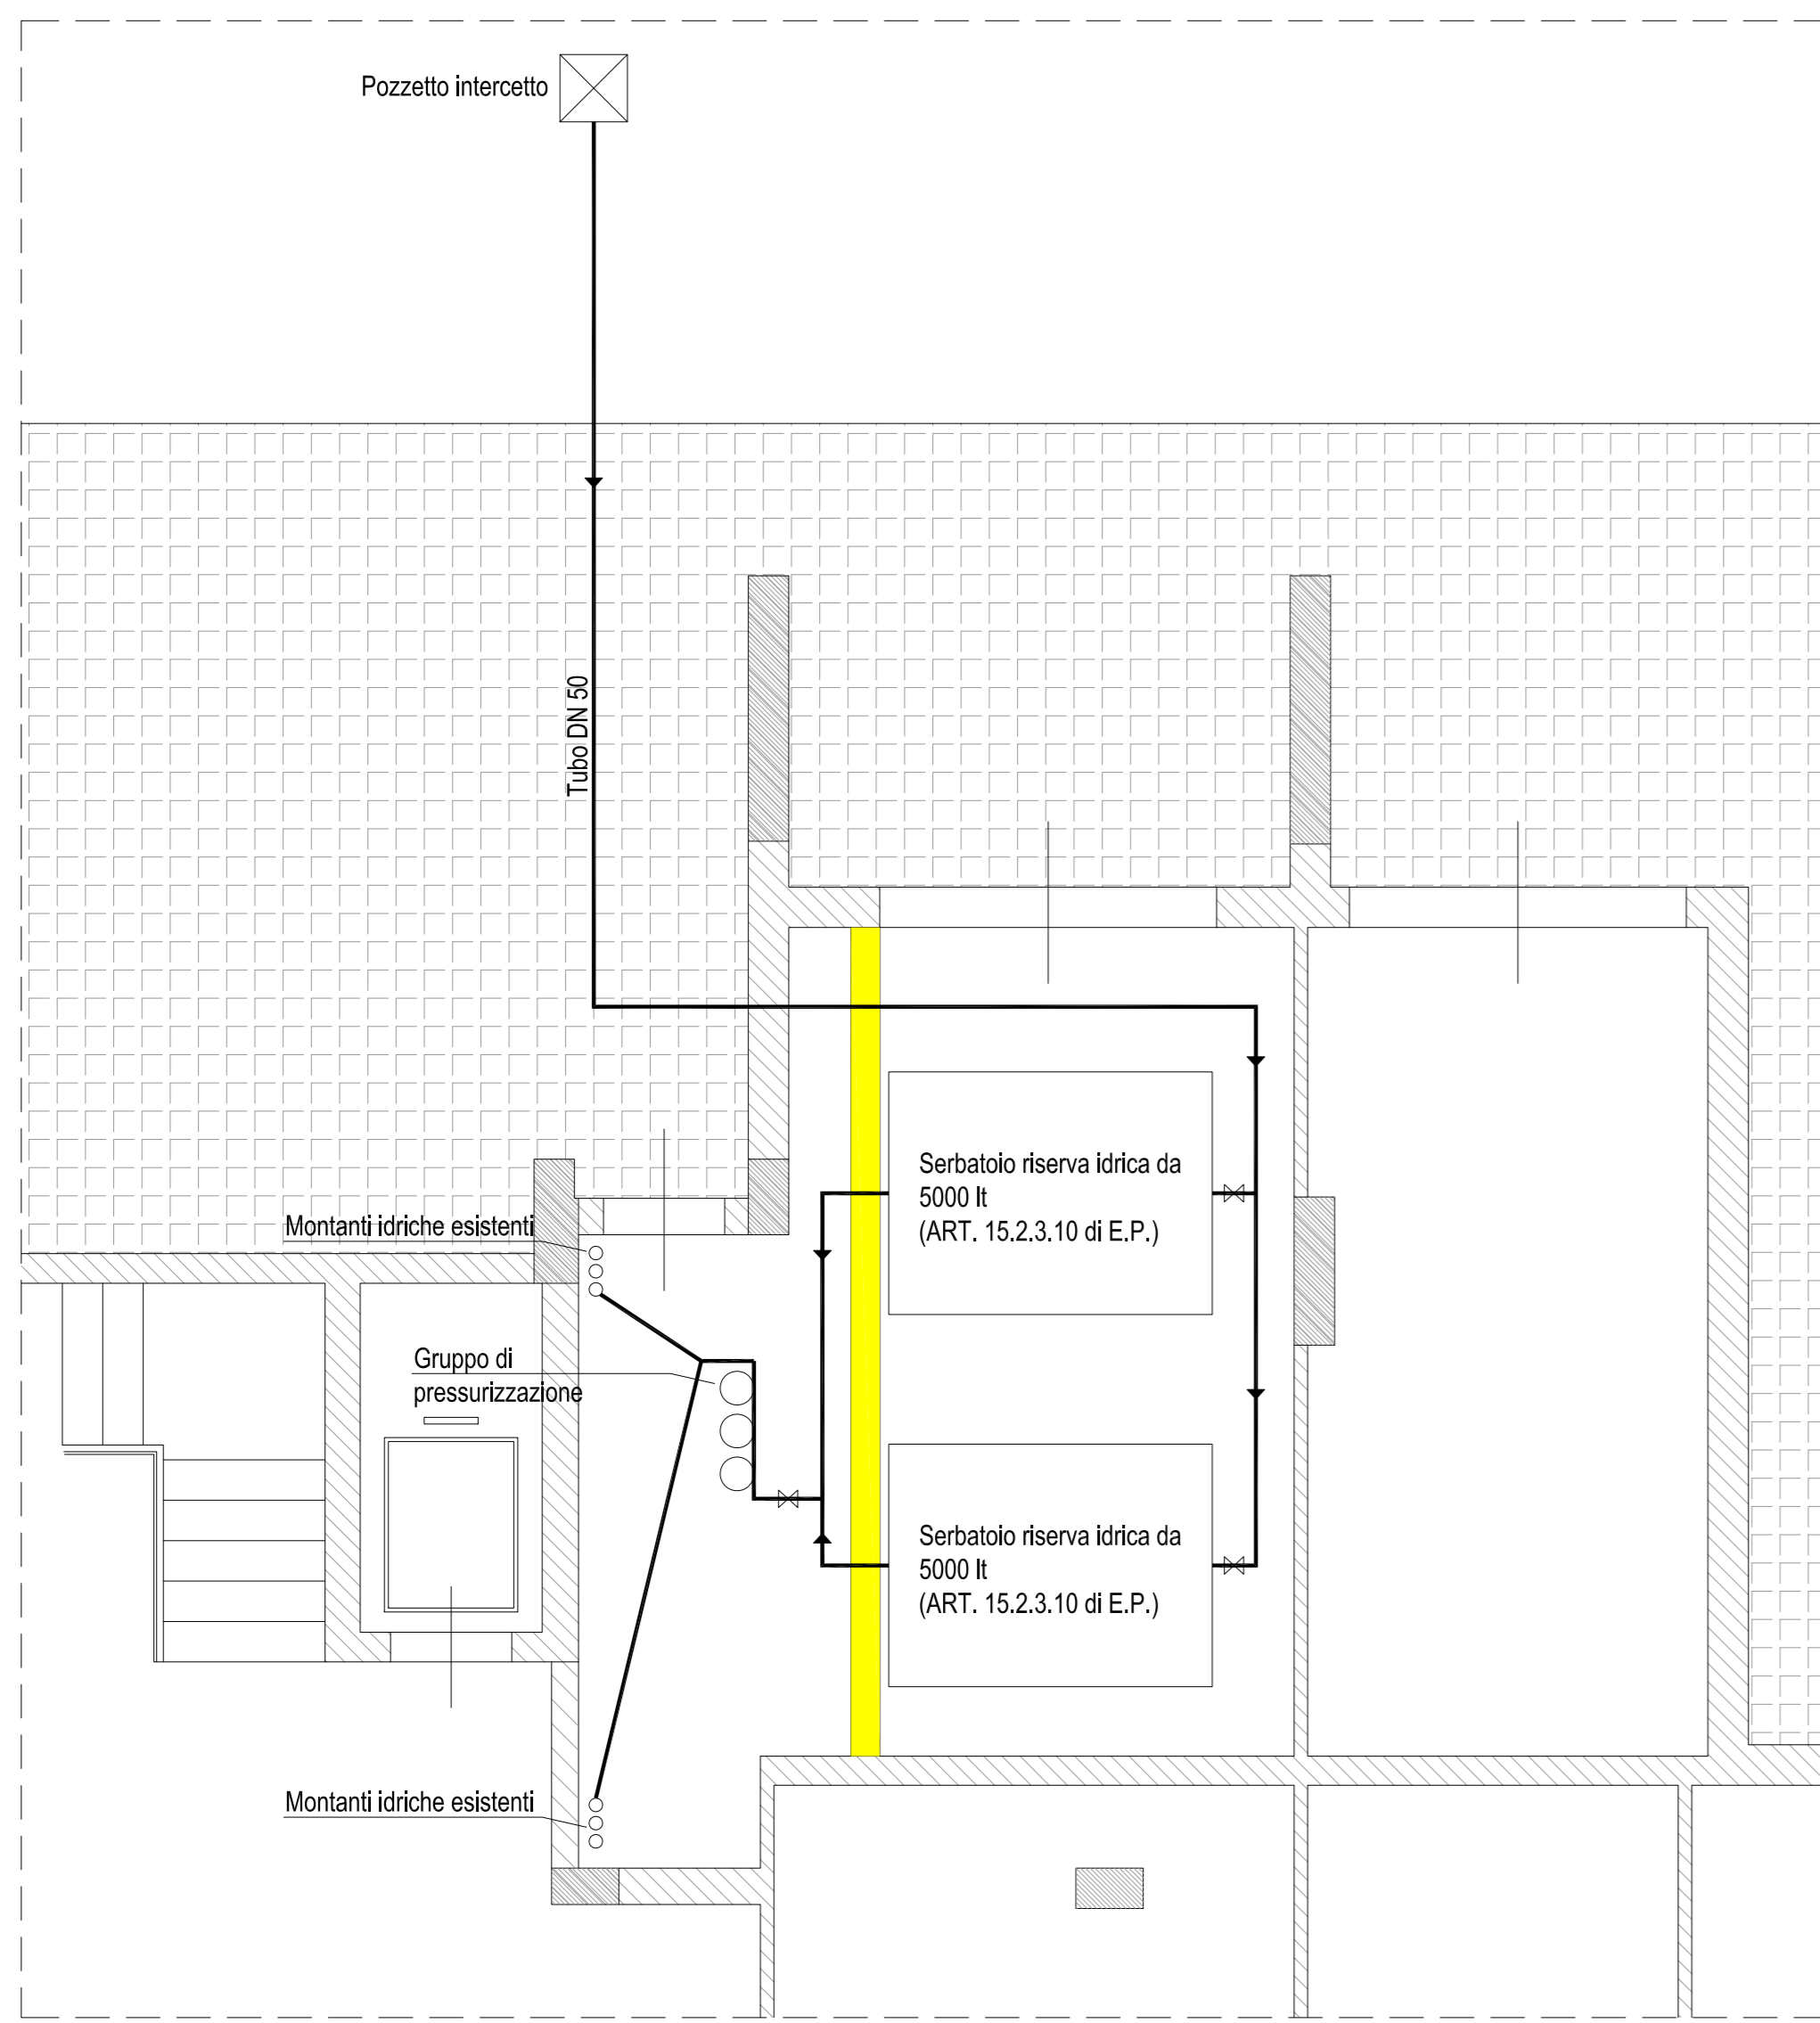 Pozzetto intercetto
Tubo DN 50
Serbatoio riserva idrica da
5000 lt
(ART. 15.2.3.10 di E.P.)
Montanti idriche esistenti
Gruppo di
pressurizzazione
Serbatoio riserva idrica da
5000 lt
(ART. 15.2.3.10 di E.P.)
Montanti idriche esistenti